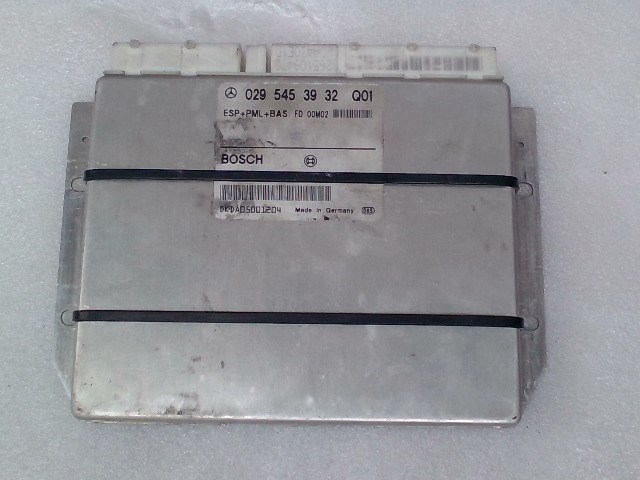 029 545 39 32 Q01
ESP+PML+BAS FD 00M02
BOSCH
Made in Germany